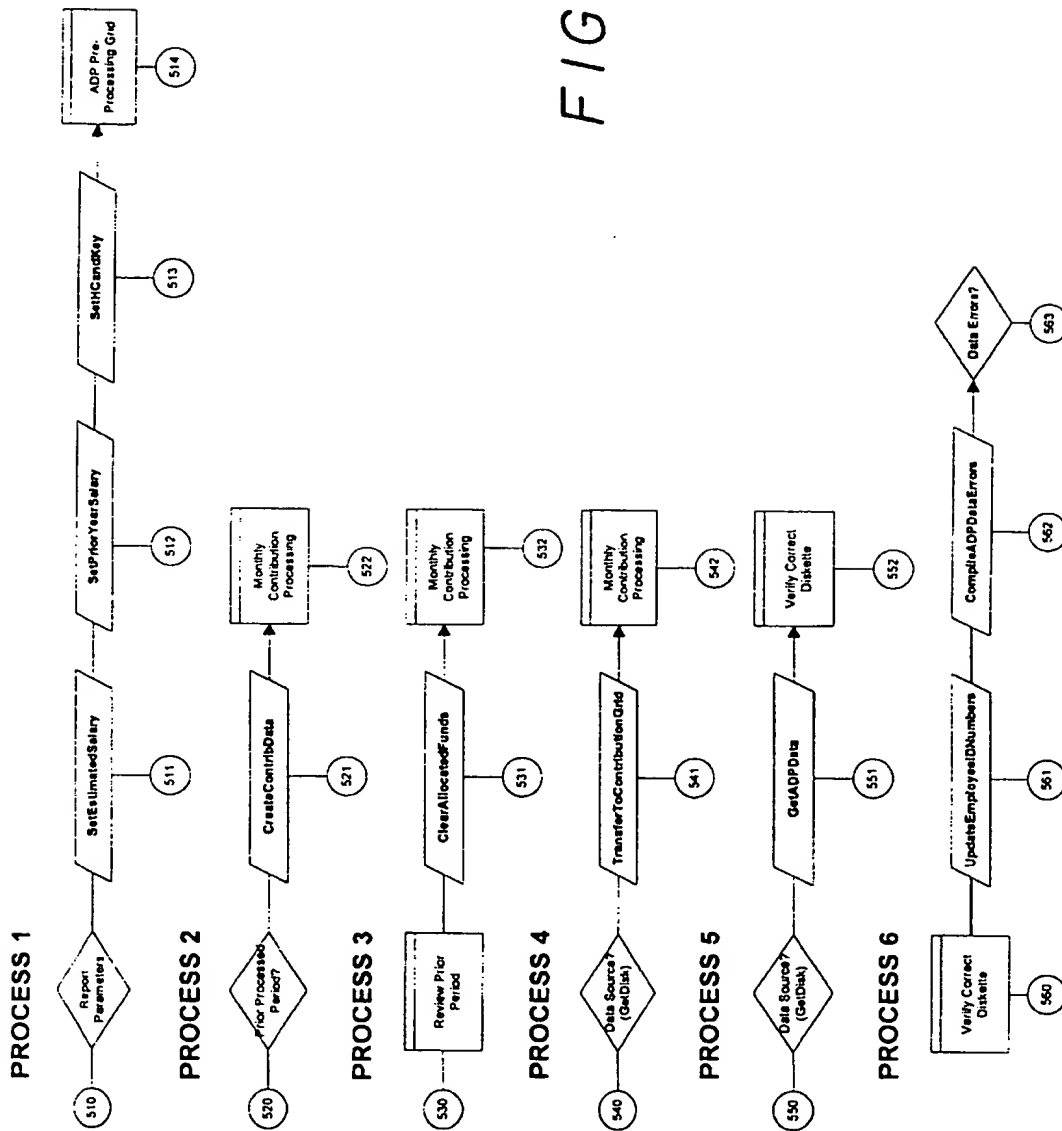 PROCESS 1
Report
Parameters
510
SetEstimatedSalary
511
SetPriorYearSalary
512
SetHCandKey
513
ADP Pre-
Processing Grid
514
PROCESS 2
Prior Processed
Period?
520
CreateContribData
521
Monthly
Contribution
Processing
522
PROCESS 3
Review Prior
Period
530
ClearAllocatedFunds
531
Monthly
Contribution
Processing
532
PROCESS 4
Data Source?
(GetDisk)
540
TransferToContributionGrid
541
Monthly
Contribution
Processing
542
PROCESS 5
Data Source?
(GetDisk)
550
GetADPData
551
Verify Correct
Diskette
552
PROCESS 6
Verify Correct
Diskette
560
UpdateEmployeeIDNumbers
561
CompileADPDataErrors
562
Data Errors?
563
FIG